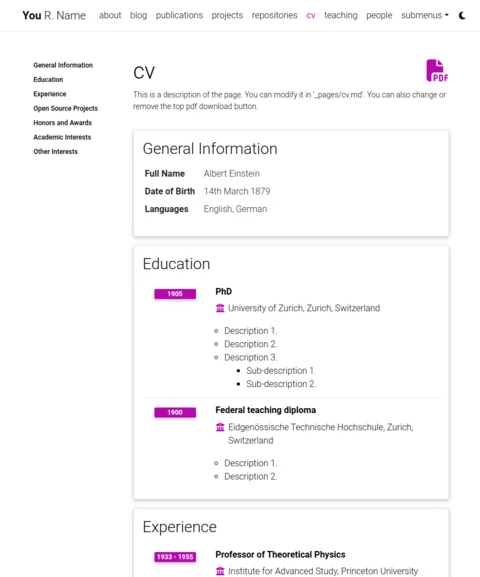 You R. Name about blog publications projects repositories cv teaching people submenus
General Information
Education
Experience
Open Source Projects
Honors and Awards
Academic Interests
Other Interests
CV
PDF
This is a description of the page. You can modify it in '_pages/cv.md'. You can also change or
remove the top pdf download button.
General Information
Full Name Albert Einstein
Date of Birth 14th March 1879
Languages English, German
Education
1905 PhD
University of Zurich, Zurich, Switzerland
Description 1.
Description 2.
Description 3.
Sub-description 1.
Sub-description 2.
1900 Federal teaching diploma
Eidgenössische Technische Hochschule, Zurich,
Switzerland
Description 1.
Description 2.
Experience
1933 - 1955 Professor of Theoretical Physics
Institute for Advanced Study, Princeton University